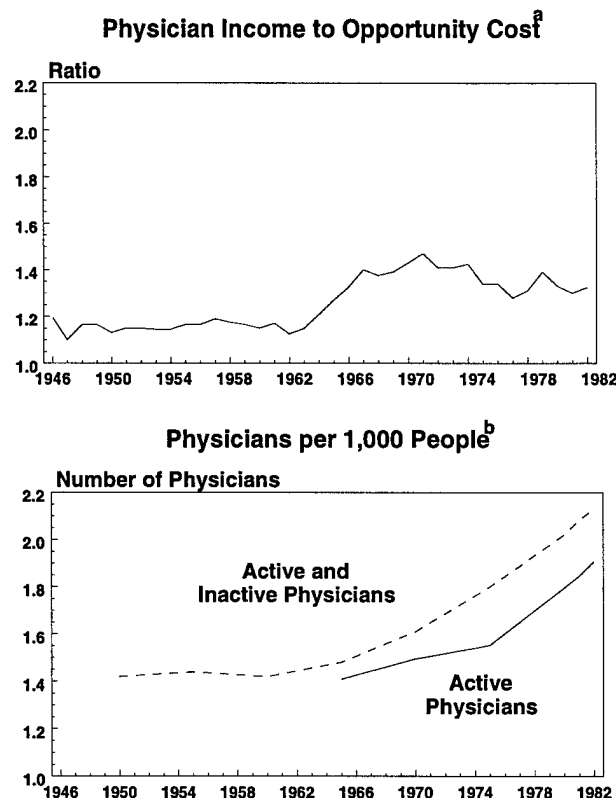 Physician Income to Opportunity Cost a
Ratio
2.2
2.0
1.8
1.6
1.4
1.2
1.0
1946 1950 1954 1958 1962 1966 1970 1974 1978 1982
Physicians per 1,000 People b
Number of Physicians
2.2
2.0
1.8
1.6
1.4
1.2
1.0
Active and
Inactive Physicians
Active
Physicians
1946 1950 1954 1958 1962 1966 1970 1974 1978 1982